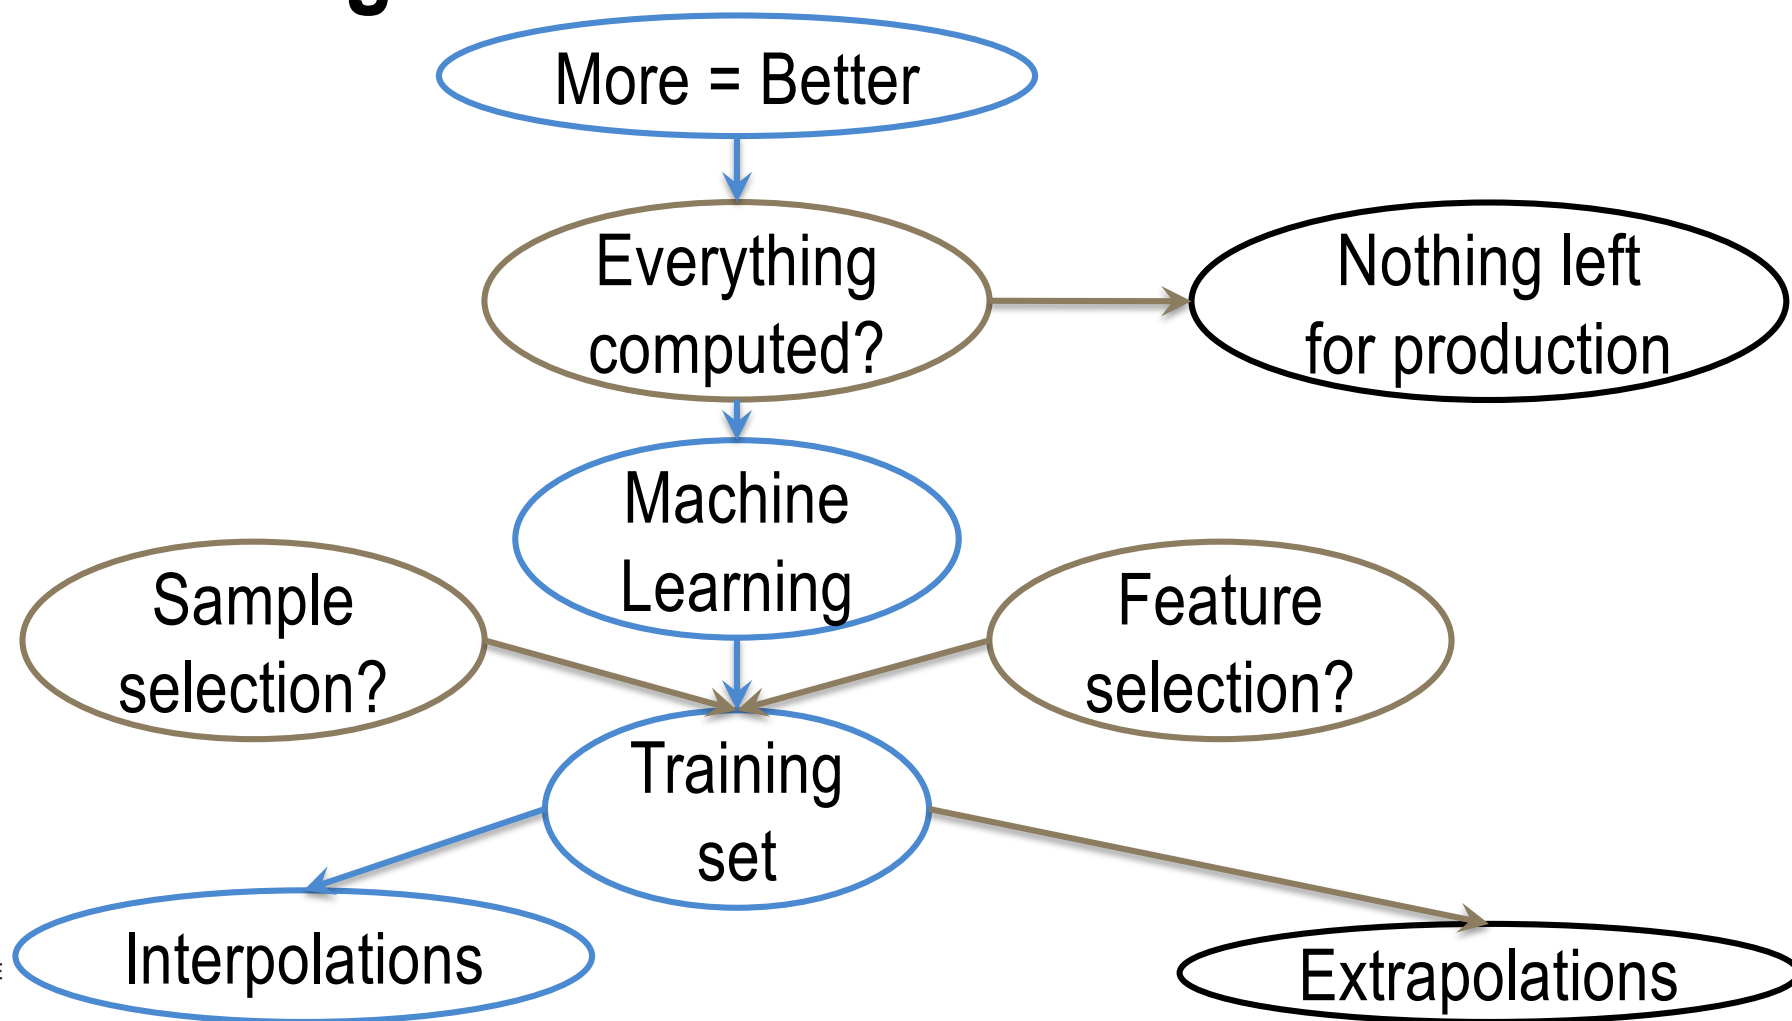 More = Better
Everything
computed?
Nothing left
for production
Machine
Learning
Sample
selection?
Feature
selection?
Training
set
Interpolations
Extrapolations